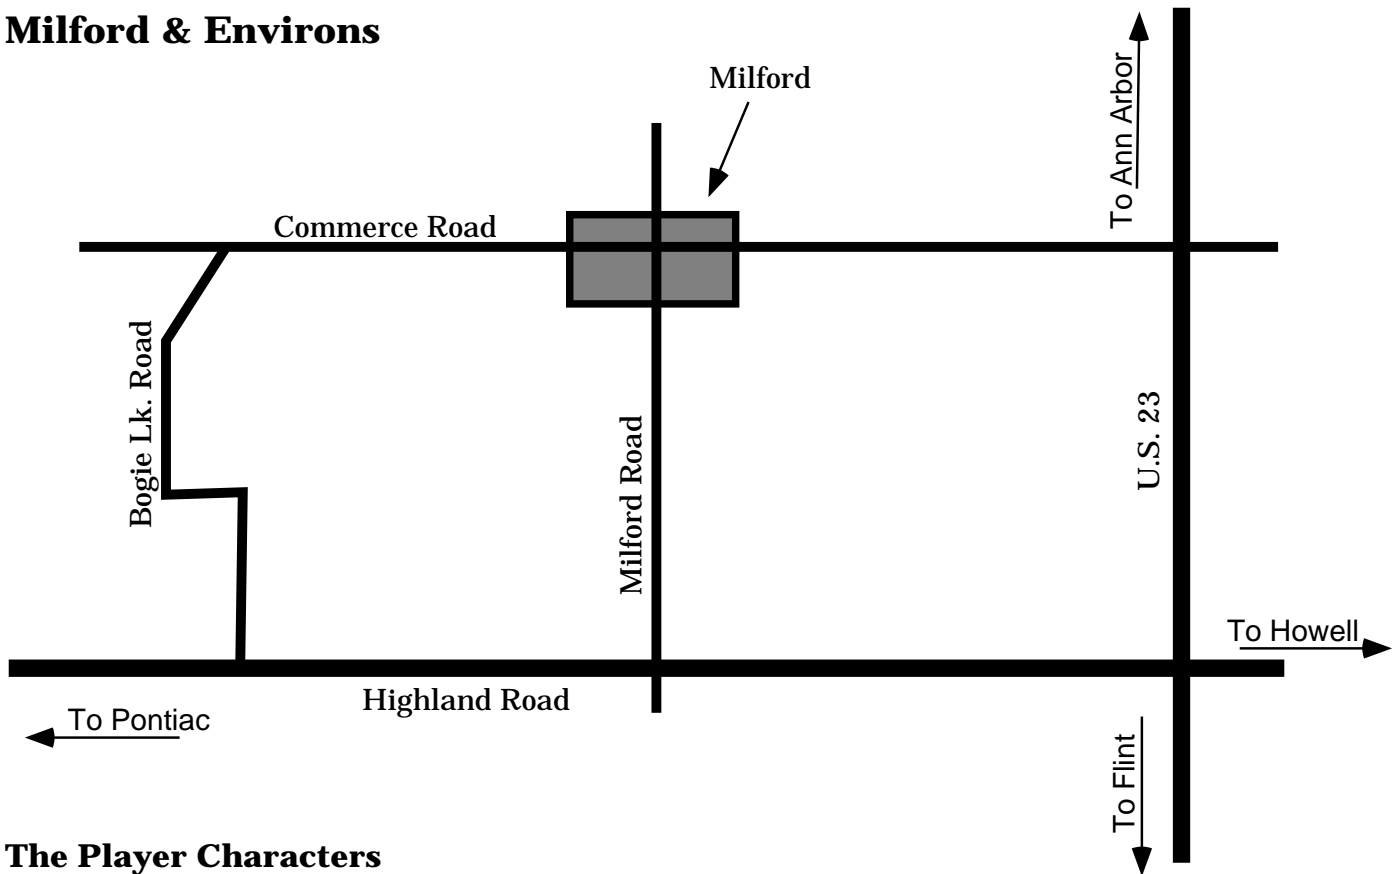 Milford & Environs
Milford
To Ann Arbor
Commerce Road
Bogie Lk. Road
Milford Road
U.S. 23
To Howell
Highland Road
To Pontiac
To Flint
The Player Characters